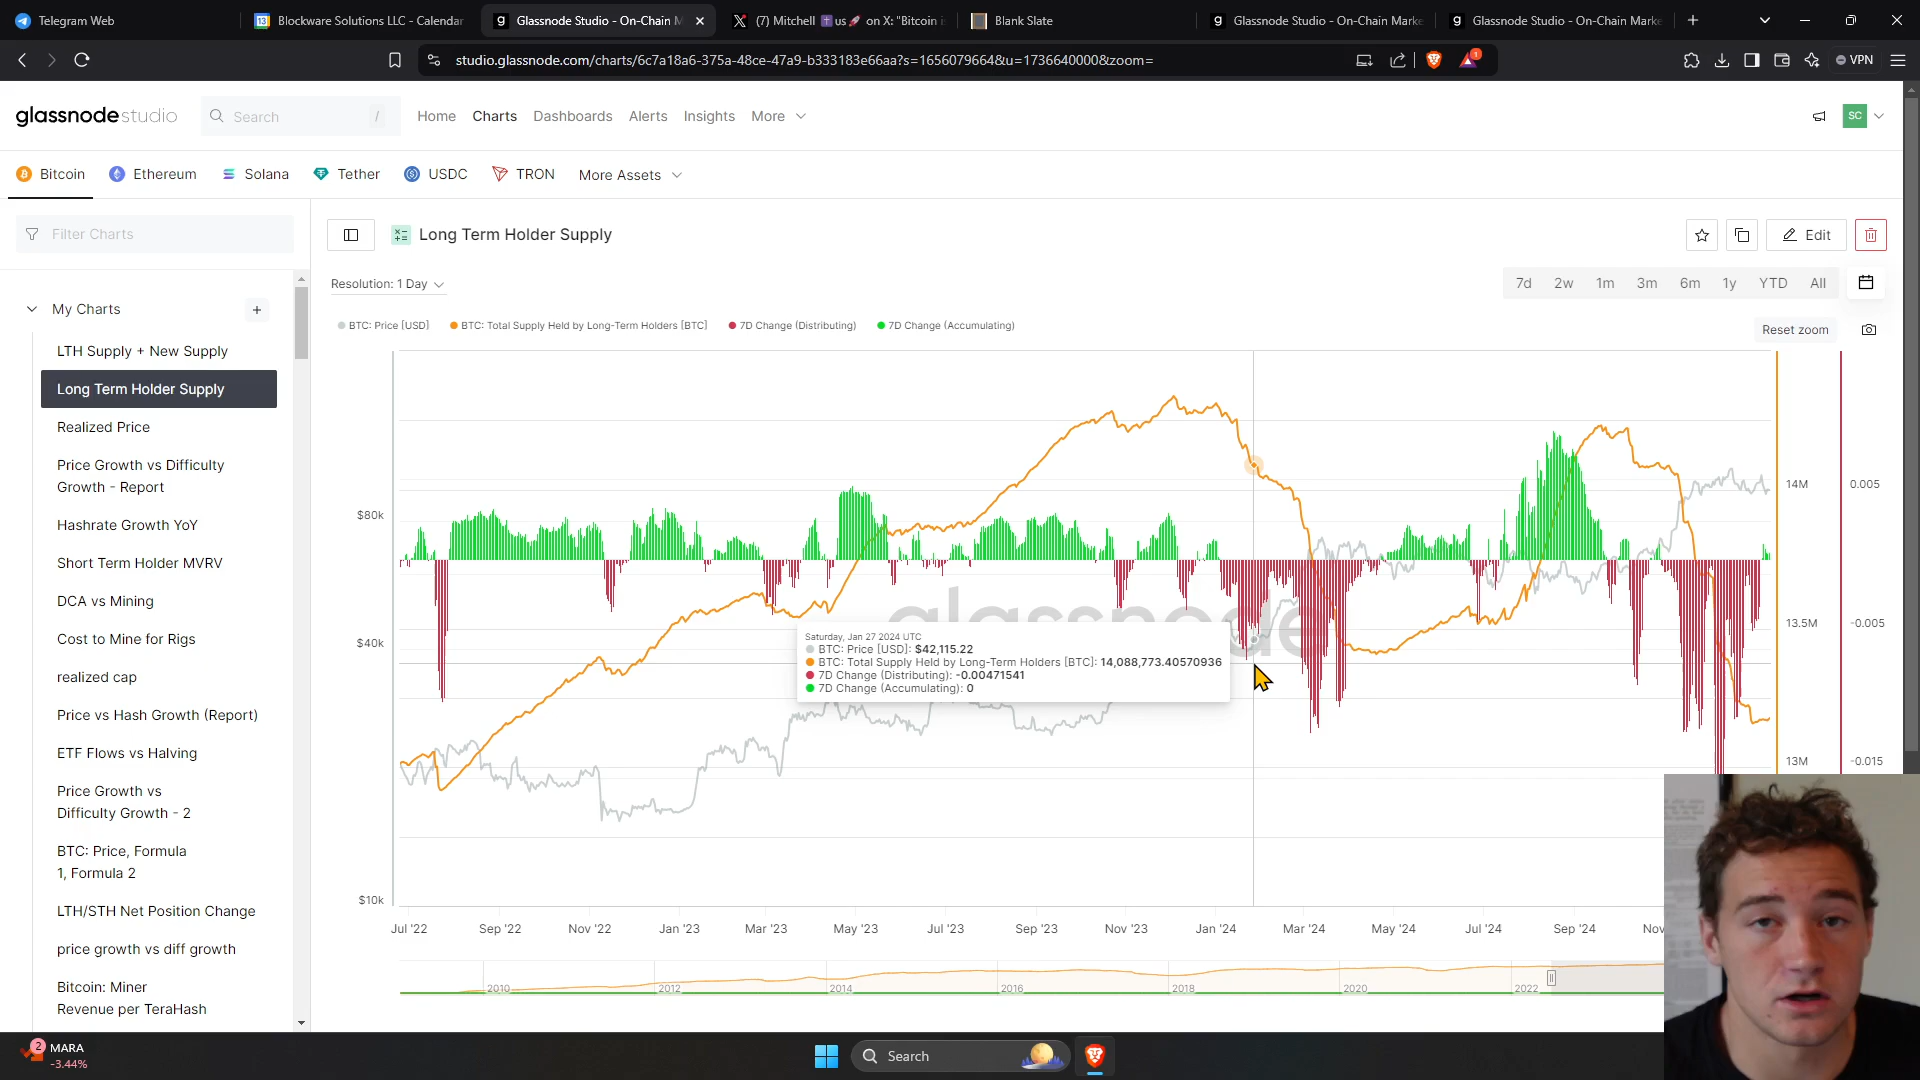 Telegram Web
Blockware Solutions LLC - Calendar
Glassnode Studio - On-Chain M
(7) Mitchell us on X: "Bitcoin is
Blank Slate
Glassnode Studio - On-Chain Marke
Glassnode Studio - On-Chain Marke
studio.glassnode.com/charts/6c7a18a6-375a-48ce-47a9-b333183e66aa?s=1656079664&u=1736640000&zoom=
1
VPN
glassnodestudio
Search
/
Home
Charts
Dashboards
Alerts
Insights
More
SC
Bitcoin
Ethereum
Solana
Tether
USDC
TRON
More Assets
Filter Charts
My Charts
LTH Supply + New Supply
Long Term Holder Supply
Realized Price
Price Growth vs Difficulty
Growth - Report
Hashrate Growth YoY
Short Term Holder MVRV
DCA vs Mining
Cost to Mine for Rigs
realized cap
Price vs Hash Growth (Report)
ETF Flows vs Halving
Price Growth vs
Difficulty Growth - 2
BTC: Price, Formula
1, Formula 2
LTH/STH Net Position Change
price growth vs diff growth
Bitcoin: Miner
Revenue per TeraHash
Long Term Holder Supply
Edit
Resolution: 1 Day
7d
2w
1m
3m
6m
1y
YTD
All
BTC: Price [USD]
BTC: Total Supply Held by Long-Term Holders [BTC]
7D Change (Distributing)
7D Change (Accumulating)
Reset zoom
$80k
$40k
$10k
14M
13.5M
13M
0.005
-0.005
-0.015
glassnode
Saturday, Jan 27 2024 UTC
BTC: Price [USD]: $42,115.22
BTC: Total Supply Held by Long-Term Holders [BTC]: 14,088,773.40570936
7D Change (Distributing): -0.00471541
7D Change (Accumulating): 0
Jul '22
Sep '22
Nov '22
Jan '23
Mar '23
May '23
Jul '23
Sep '23
Nov '23
Jan '24
Mar '24
May '24
Jul '24
Sep '24
Nov
2010
2012
2014
2016
2018
2020
2022
2
MARA
-3.44%
Search